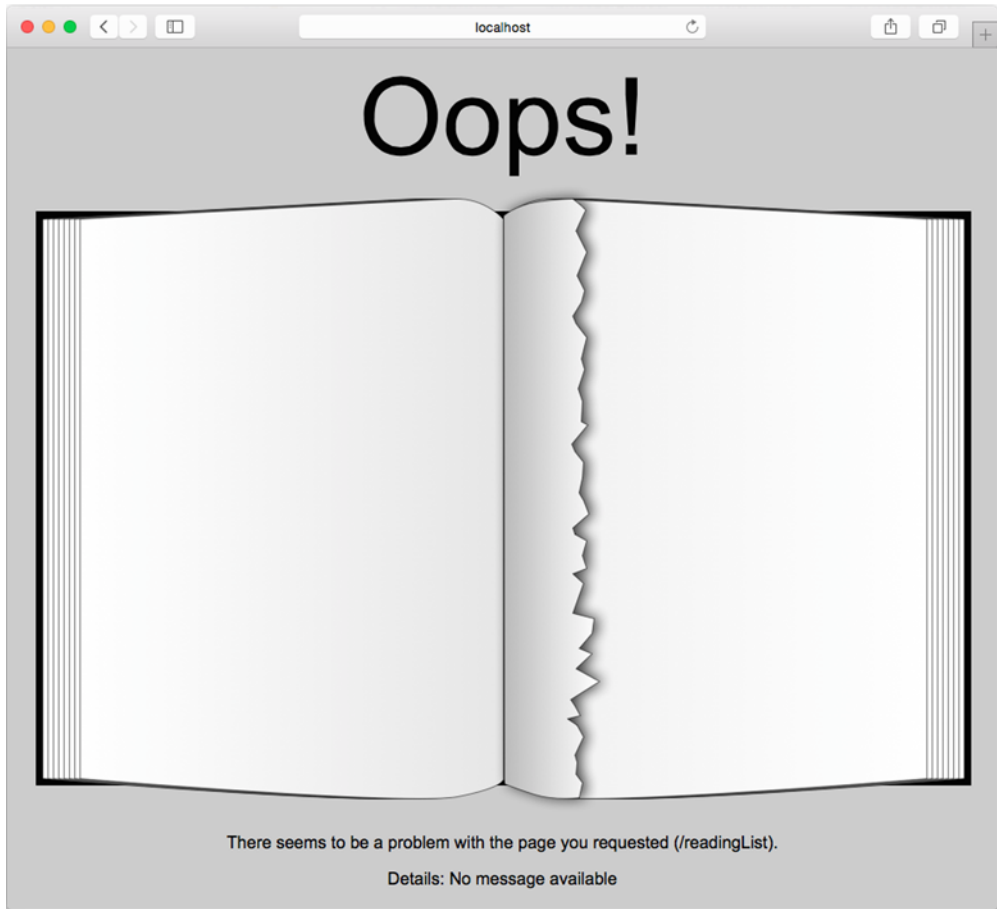 localhost
Oops!
There seems to be a problem with the page you requested (/readingList).
Details: No message available